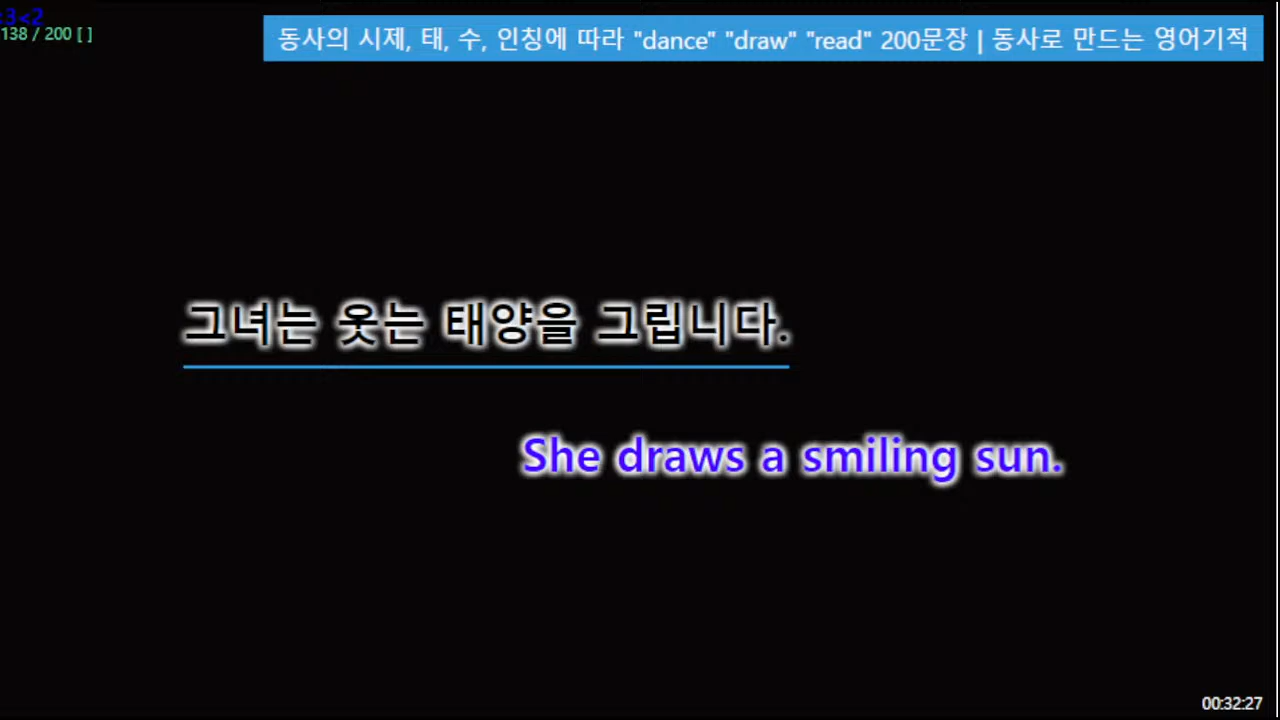 :3<2
138 / 200 [ ]
동사의 시제, 태, 수, 인칭에 따라 "dance" "draw" "read" 200문장 | 동사로 만드는 영어기적
그녀는 웃는 태양을 그립니다.
She draws a smiling sun.
00:32:27